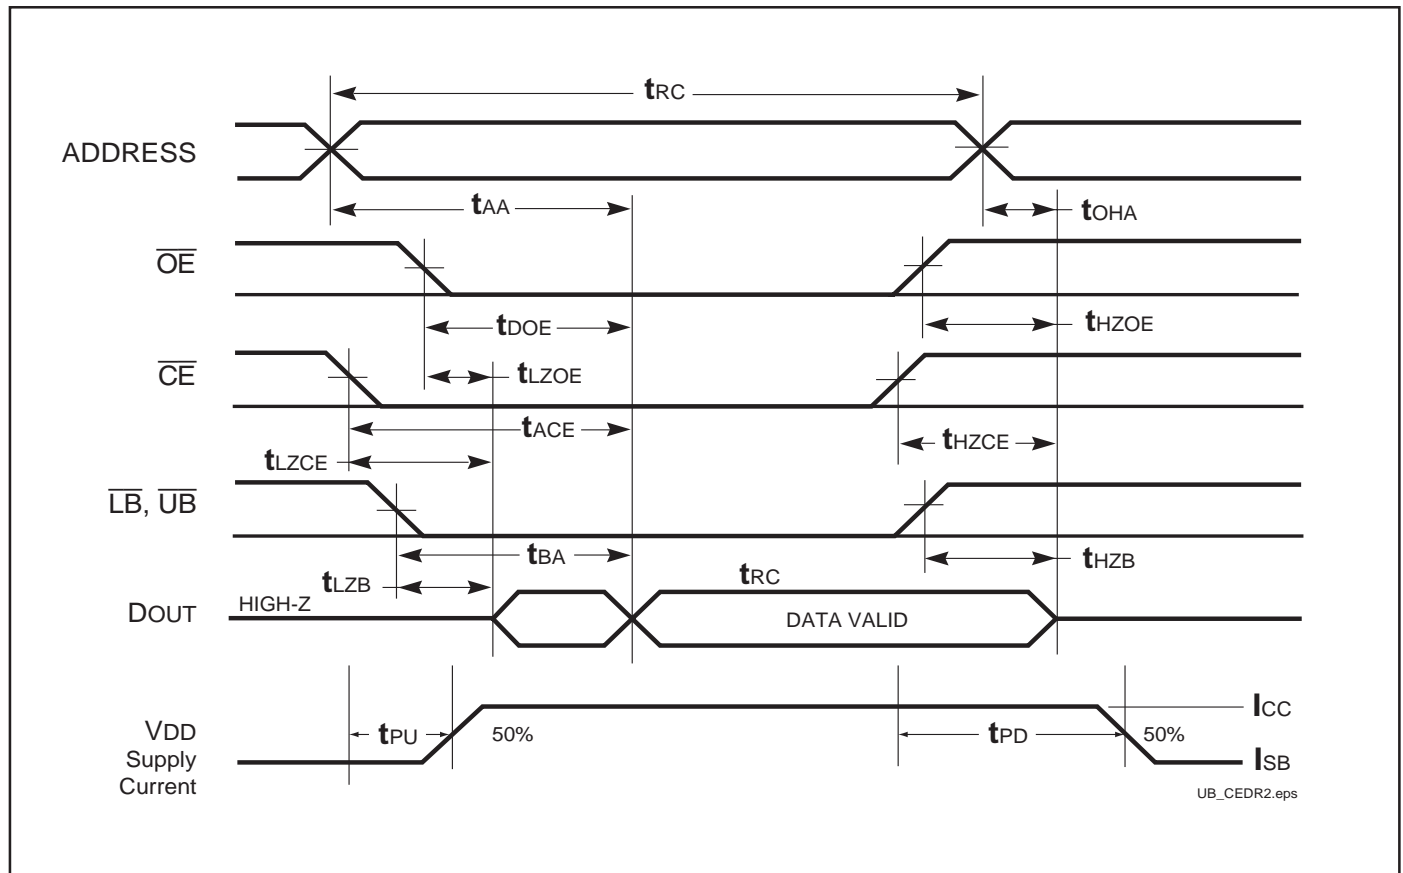 tRC
ADDRESS
tAA
tOHA
OE
tDOE
tHZOE
CE
tLZOE
tACE
tHZCE
tLZCE
LB, UB
tBA
tHZB
tLZB
tRC
DOUT
HIGH-Z
DATA VALID
ICC
VDD
Supply
Current
tPU
50%
tPD
50%
ISB
UB_CEDR2.eps